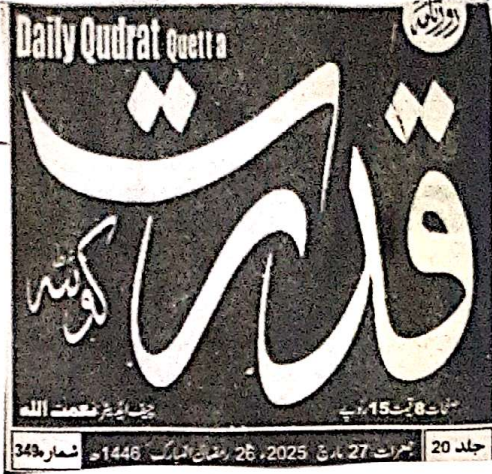 Daily Qudrat Quetta
روزنامہ
قدرت
کوئٹہ
صفحات 8 قیمت 15 روپے
چیف ایڈیٹر نعمت اللہ
جلد 20
جمعرات 27 مارچ 2025ء 26 رمضان المبارک 1446ھ
شمارہ 349